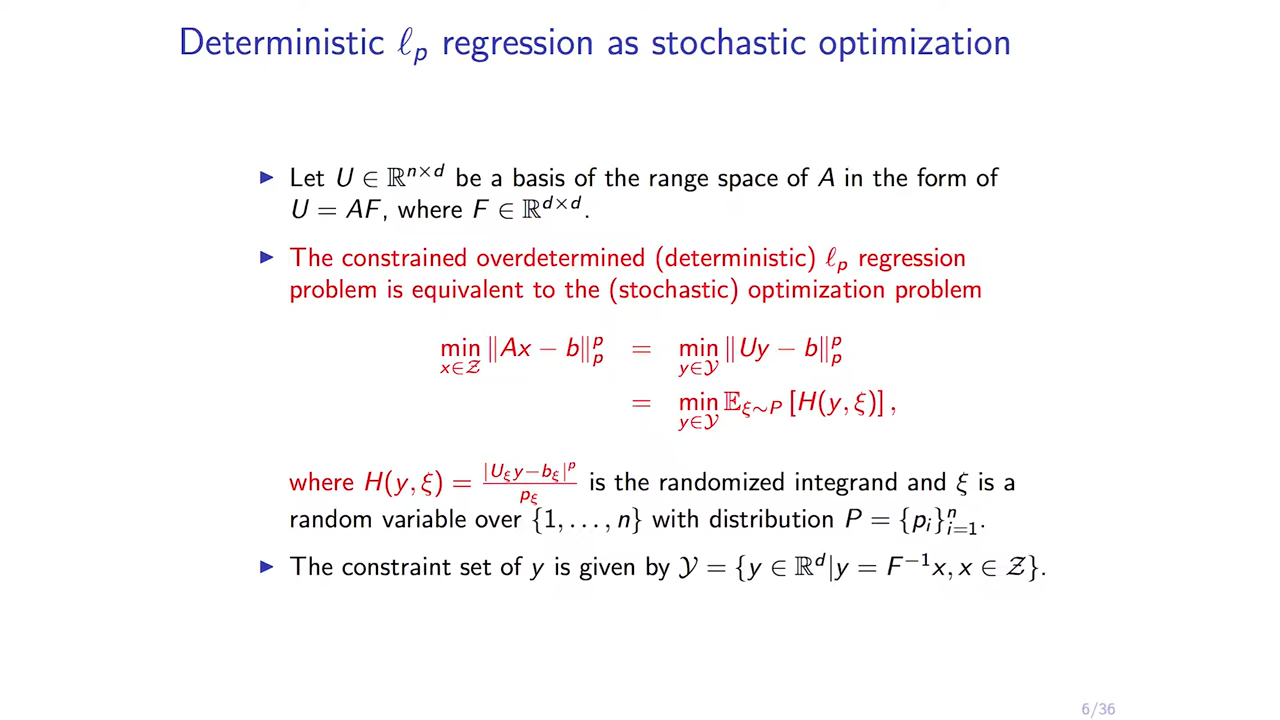 Deterministic ℓ_p regression as stochastic optimization
▶ Let U ∈ ℝ^{n×d} be a basis of the range space of A in the form of
U = AF, where F ∈ ℝ^{d×d}.
▶ The constrained overdetermined (deterministic) ℓ_p regression
problem is equivalent to the (stochastic) optimization problem
min_{x∈𝒵} ‖Ax − b‖_p^p = min_{y∈𝒴} ‖Uy − b‖_p^p
= min_{y∈𝒴} 𝔼_{ξ∼P} [H(y, ξ)] ,
where H(y, ξ) = |U_ξ y−b_ξ|^p / p_ξ is the randomized integrand and ξ is a
random variable over {1, . . . , n} with distribution P = {p_i}_{i=1}^n.
▶ The constraint set of y is given by 𝒴 = {y ∈ ℝ^d|y = F^{−1}x, x ∈ 𝒵}.
6/36